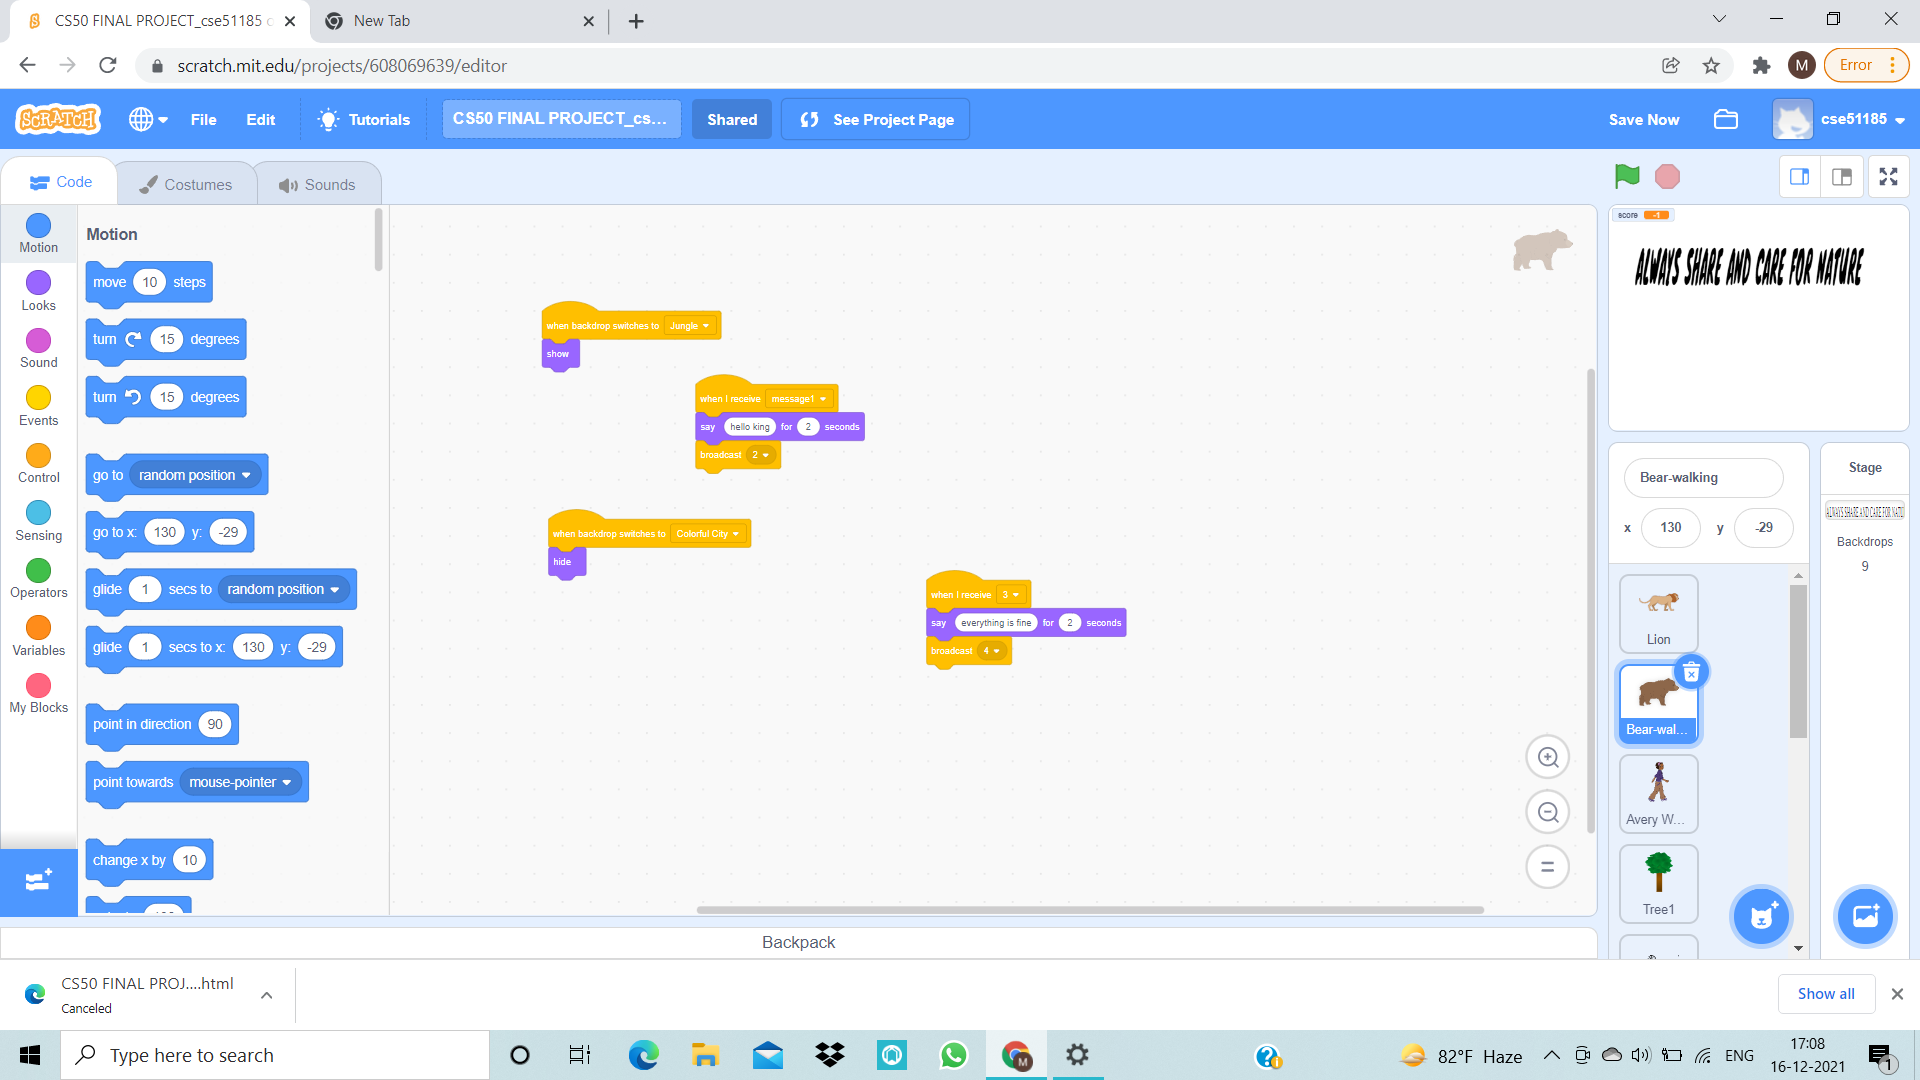 CS50 FINAL PROJECT_cse51185 c
New Tab
scratch.mit.edu/projects/608069639/editor
M
Error
SCRATCH
File
Edit
Tutorials
CS50 FINAL PROJECT_cs...
Shared
See Project Page
Save Now
cse51185
Code
Costumes
Sounds
Motion
Looks
Sound
Events
Control
Sensing
Operators
Variables
My Blocks
Motion
move 10 steps
turn 15 degrees
turn 15 degrees
go to random position
go to x: 130 y: -29
glide 1 secs to random position
glide 1 secs to x: 130 y: -29
point in direction 90
point towards mouse-pointer
change x by 10
when backdrop switches to Jungle
show
when I receive message1
say hello king for 2 seconds
broadcast 2
when backdrop switches to Colorful City
hide
when I receive 3
say everything is fine for 2 seconds
broadcast 4
Backpack
score -1
ALWAYS SHARE AND CARE FOR NATURE
Bear-walking
x 130 y -29
Lion
Bear-wal...
Avery W...
Tree1
Stage
ALWAYS SHARE AND CARE FOR NATU
Backdrops
9
CS50 FINAL PROJ....html
Canceled
Show all
Type here to search
M
82°F Haze
ENG
17:08
16-12-2021
1